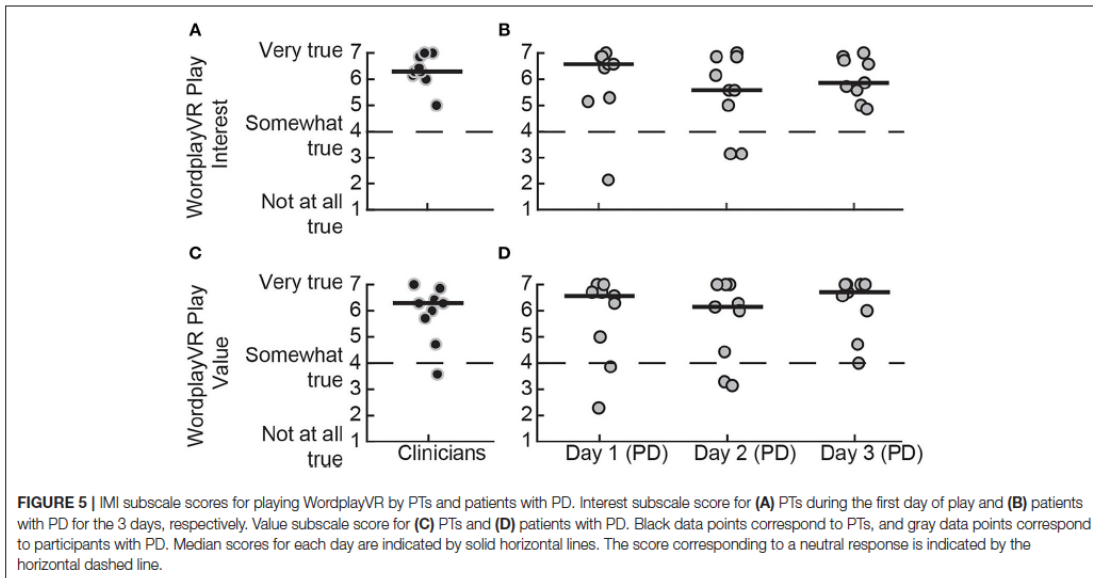 A
B
WordplayVR Play
Interest
Very true
Somewhat
true
Not at all
true
7
6
5
4
3
2
1
7
6
5
4
3
2
1
C
D
WordplayVR Play
Value
Very true
Somewhat
true
Not at all
true
7
6
5
4
3
2
1
7
6
5
4
3
2
1
Clinicians
Day 1 (PD)
Day 2 (PD)
Day 3 (PD)
FIGURE 5 | IMI subscale scores for playing WordplayVR by PTs and patients with PD. Interest subscale score for (A) PTs during the first day of play and (B) patients
with PD for the 3 days, respectively. Value subscale score for (C) PTs and (D) patients with PD. Black data points correspond to PTs, and gray data points correspond
to participants with PD. Median scores for each day are indicated by solid horizontal lines. The score corresponding to a neutral response is indicated by the
horizontal dashed line.